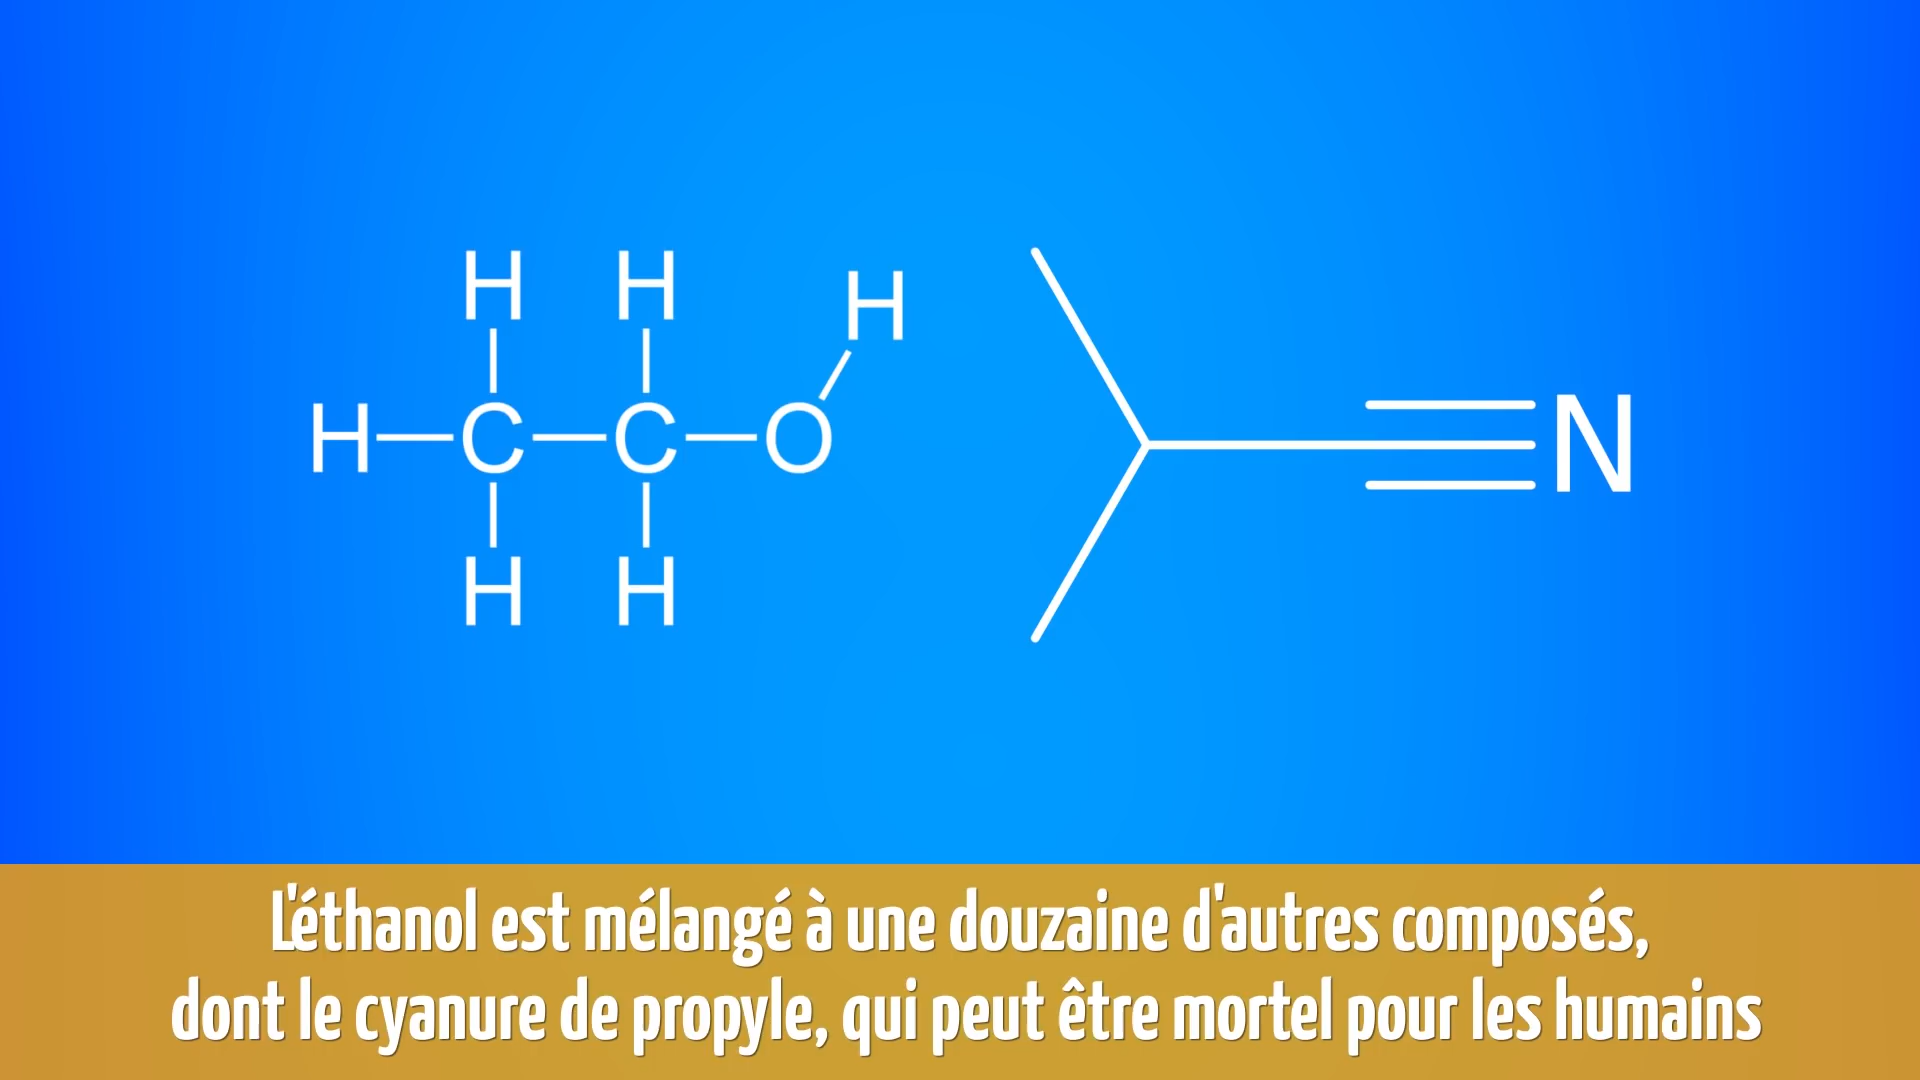 H H H
H C C O N
H H
L'éthanol est mélangé à une douzaine d'autres composés,
dont le cyanure de propyle, qui peut être mortel pour les humains